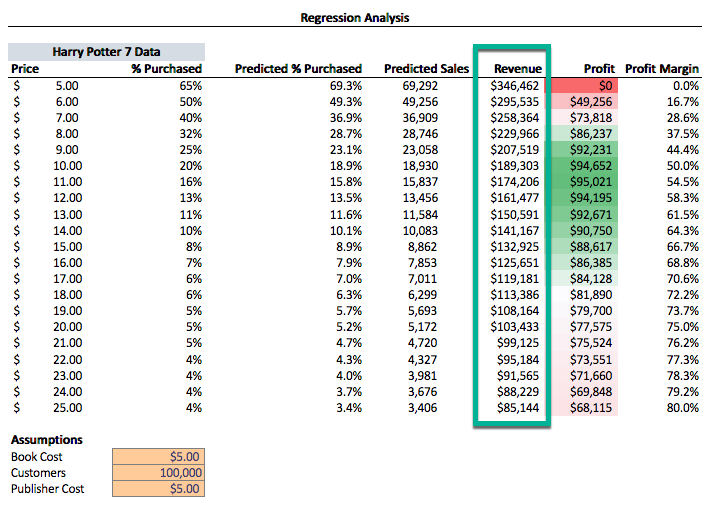 Regression Analysis
Harry Potter 7 Data
Price % Purchased Predicted % Purchased Predicted Sales Revenue Profit Profit Margin
$ 5.00 65% 69.3% 69,292 $346,462 $0 0.0%
$ 6.00 50% 49.3% 49,256 $295,535 $49,256 16.7%
$ 7.00 40% 36.9% 36,909 $258,364 $73,818 28.6%
$ 8.00 32% 28.7% 28,746 $229,966 $86,237 37.5%
$ 9.00 25% 23.1% 23,058 $207,519 $92,231 44.4%
$ 10.00 20% 18.9% 18,930 $189,303 $94,652 50.0%
$ 11.00 16% 15.8% 15,837 $174,206 $95,021 54.5%
$ 12.00 13% 13.5% 13,456 $161,477 $94,195 58.3%
$ 13.00 11% 11.6% 11,584 $150,591 $92,671 61.5%
$ 14.00 10% 10.1% 10,083 $141,167 $90,750 64.3%
$ 15.00 8% 8.9% 8,862 $132,925 $88,617 66.7%
$ 16.00 7% 7.9% 7,853 $125,651 $86,385 68.8%
$ 17.00 6% 7.0% 7,011 $119,181 $84,128 70.6%
$ 18.00 6% 6.3% 6,299 $113,386 $81,890 72.2%
$ 19.00 5% 5.7% 5,693 $108,164 $79,700 73.7%
$ 20.00 5% 5.2% 5,172 $103,433 $77,575 75.0%
$ 21.00 5% 4.7% 4,720 $99,125 $75,524 76.2%
$ 22.00 4% 4.3% 4,327 $95,184 $73,551 77.3%
$ 23.00 4% 4.0% 3,981 $91,565 $71,660 78.3%
$ 24.00 4% 3.7% 3,676 $88,229 $69,848 79.2%
$ 25.00 4% 3.4% 3,406 $85,144 $68,115 80.0%
Assumptions
Book Cost $5.00
Customers 100,000
Publisher Cost $5.00